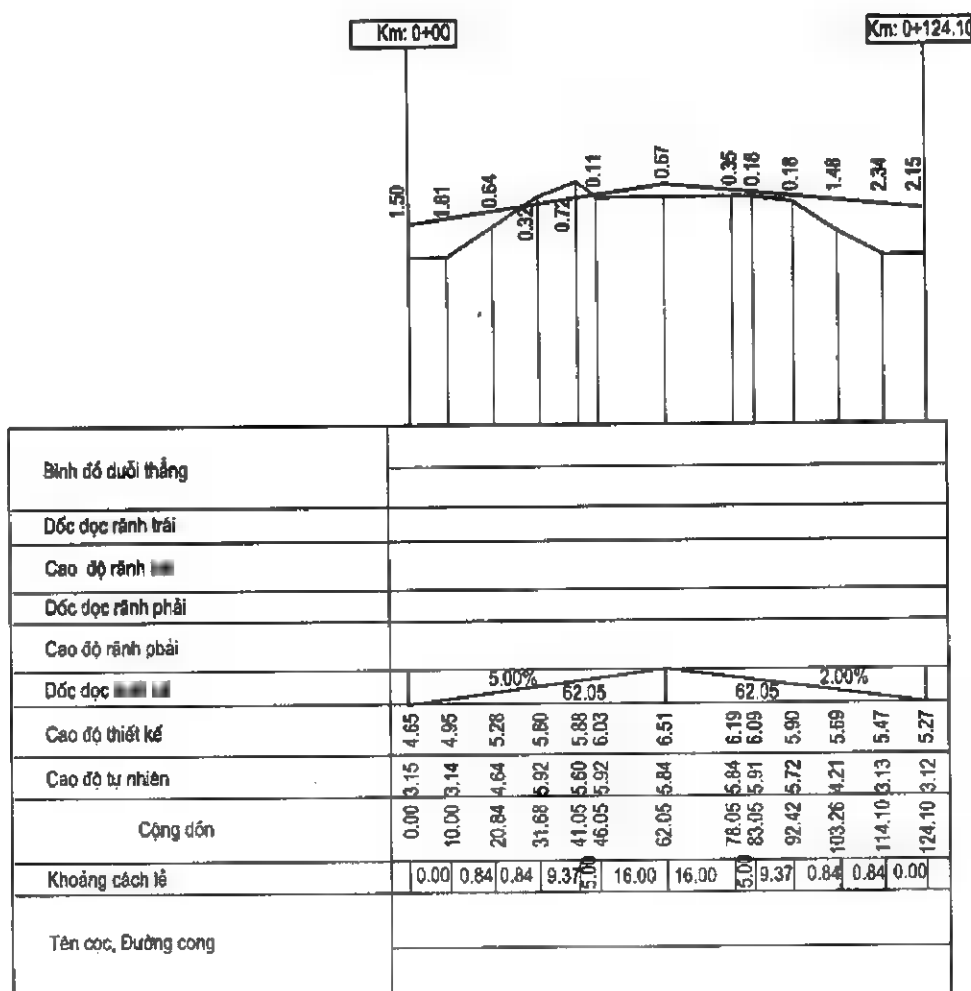 Km: 0+00 Km: 0+124.10
1.50 1.81 0.64 0.32 0.72 0.11 0.67 0.35 0.18 0.18 1.48 2.34 2.15
Bình đồ duỗi thẳng
Dốc dọc rãnh trái
Cao độ rãnh
Dốc dọc rãnh phải
Cao độ rãnh phải
Dốc dọc 5.00% 62.05 62.05 2.00%
Cao độ thiết kế 4.65 4.95 5.28 5.60 5.88 6.03 6.51 6.19 6.09 5.90 5.69 5.47 5.27
Cao độ tự nhiên 3.15 3.14 4.64 5.92 5.92 5.84 5.84 5.91 5.72 4.21 3.13 3.12
Cộng dồn 0.00 10.00 20.84 31.68 41.05 46.05 62.05 78.05 83.05 92.42 103.26 114.10 124.10
Khoảng cách lẻ 0.00 0.84 0.84 9.37 5.00 16.00 16.00 5.00 9.37 0.84 0.84 0.00
Tên cọc, Đường cong